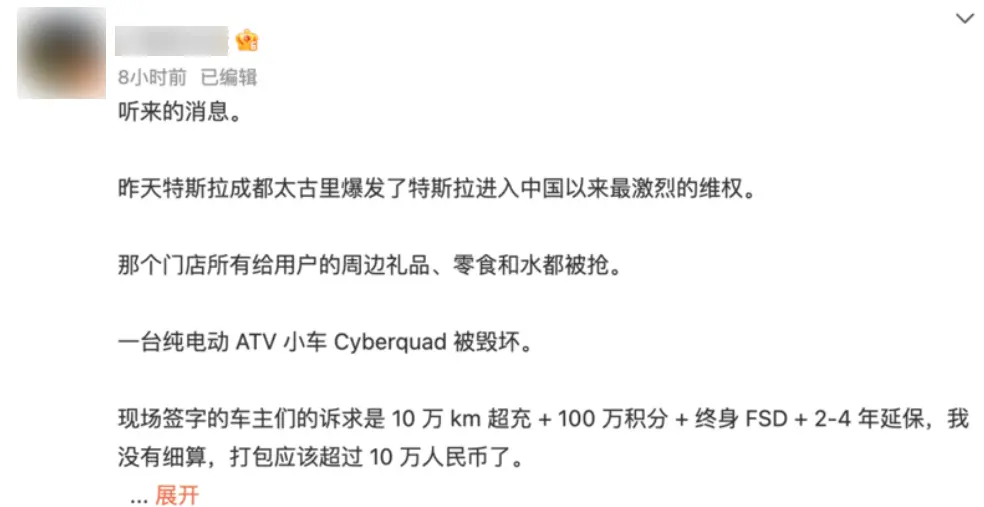 8小时前 已编辑
听来的消息。
昨天特斯拉成都太古里爆发了特斯拉进入中国以来最激烈的维权。
那个门店所有给用户的周边礼品、零食和水都被抢。
一台纯电动 ATV 小车 Cyberquad 被毁坏。
现场签字的车主们的诉求是 10 万 km 超充 + 100 万积分 + 终身 FSD + 2-4 年延保，我
没有细算，打包应该超过 10 万人民币了。
... 展开